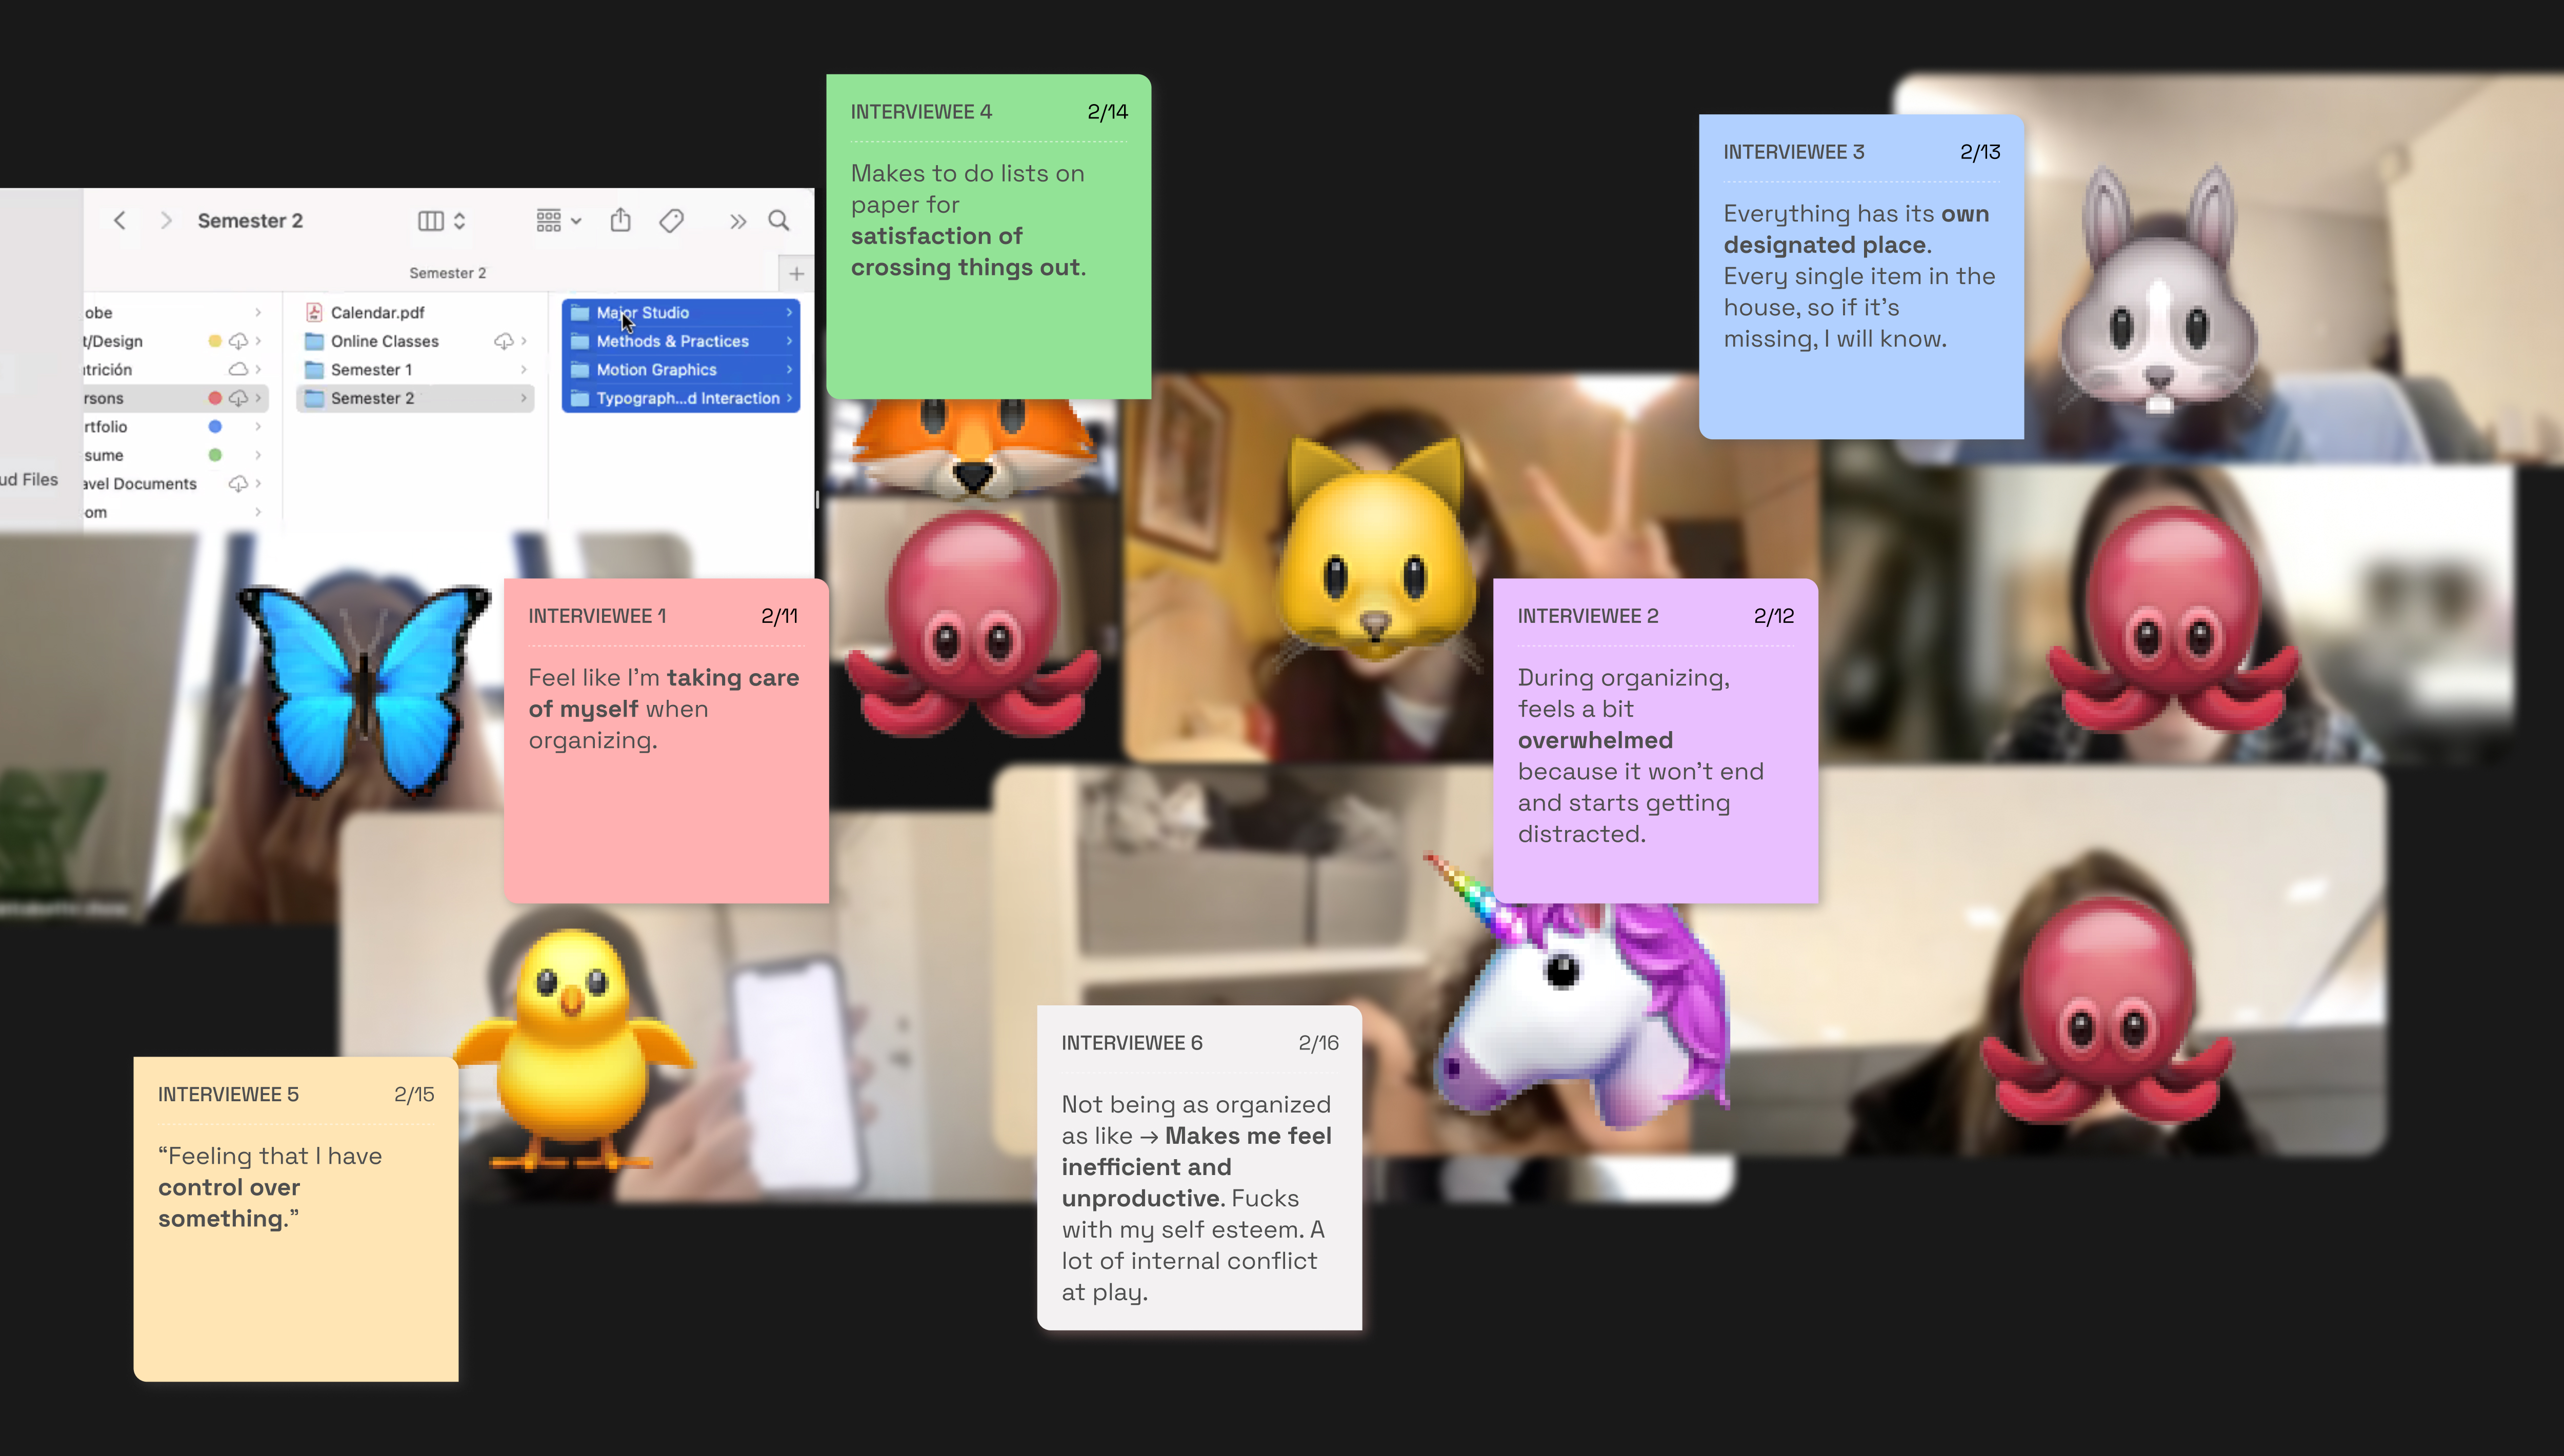 INTERVIEWEE 4 2/14
Makes to do lists on
paper for
satisfaction of
crossing things out.
INTERVIEWEE 3 2/13
Everything has its own
designated place.
Every single item in the
house, so if it's
missing, I will know.
Semester 2
Semester 2
obe
t/Design
utrición
rsons
rtfolio
sume
avel Documents
om
ud Files
Calendar.pdf
Online Classes
Semester 1
Semester 2
Major Studio
Methods & Practices
Motion Graphics
Typograph...d Interaction
INTERVIEWEE 1 2/11
Feel like I'm taking care
of myself when
organizing.
INTERVIEWEE 2 2/12
During organizing,
feels a bit
overwhelmed
because it won't end
and starts getting
distracted.
INTERVIEWEE 6 2/16
Not being as organized
as like → Makes me feel
inefficient and
unproductive. Fucks
with my self esteem. A
lot of internal conflict
at play.
INTERVIEWEE 5 2/15
“Feeling that I have
control over
something.”